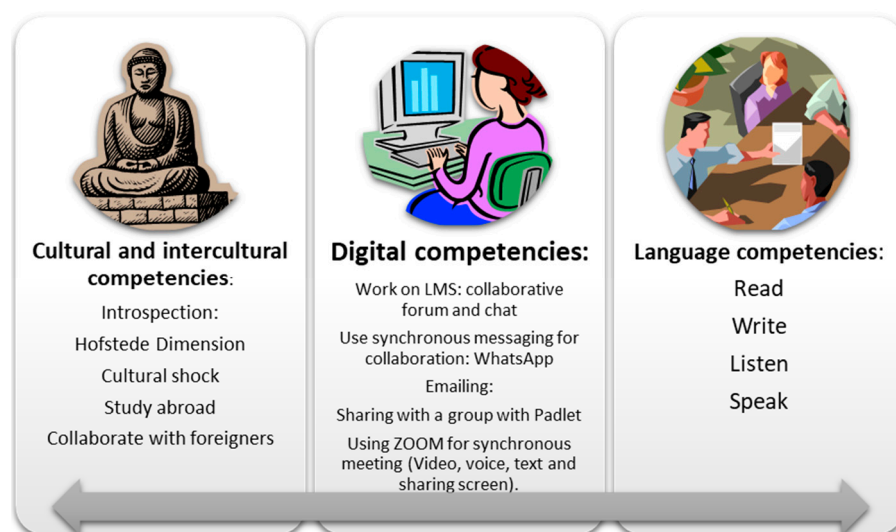 Cultural and intercultural
competencies:
Introspection:
Hofstede Dimension
Cultural shock
Study abroad
Collaborate with foreigners
Digital competencies:
Work on LMS: collaborative
forum and chat
Use synchronous messaging for
collaboration: WhatsApp
Emailing:
Sharing with a group with Padlet
Using ZOOM for synchronous
meeting (Video, voice, text and
sharing screen).
Language competencies:
Read
Write
Listen
Speak